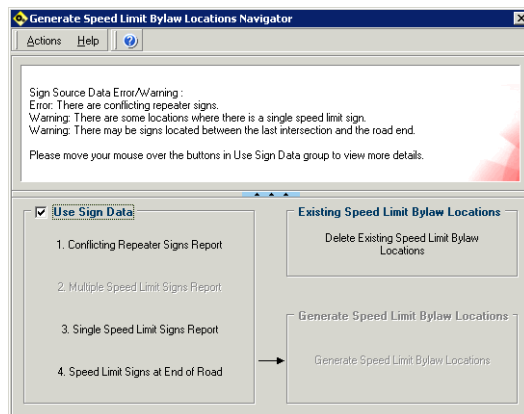 Generate Speed Limit Bylaw Locations Navigator
Actions Help
Sign Source Data Error/Warning :
Error: There are conflicting repeater signs.
Warning: There are some locations where there is a single speed limit sign.
Warning: There may be signs located between the last intersection and the road end.
Please move your mouse over the buttons in Use Sign Data group to view more details.
Use Sign Data
1. Conflicting Repeater Signs Report
2. Multiple Speed Limit Signs Report
3. Single Speed Limit Signs Report
4. Speed Limit Signs at End of Road
Existing Speed Limit Bylaw Locations
Delete Existing Speed Limit Bylaw
Locations
Generate Speed Limit Bylaw Locations
Generate Speed Limit Bylaw Locations